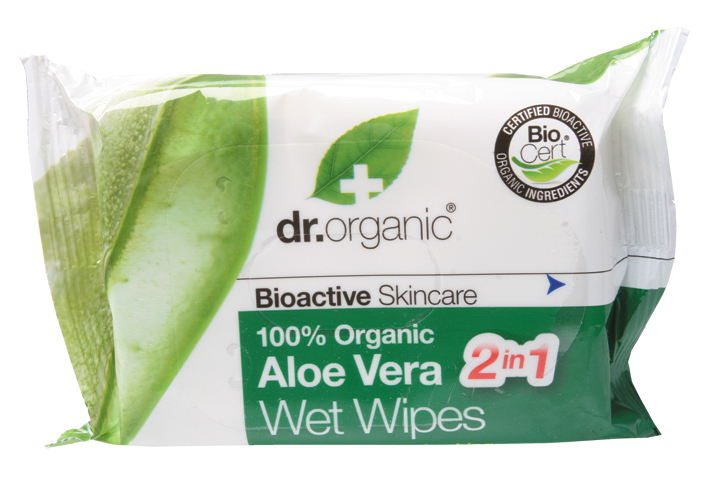 CERTIFIED BIOACTIVE
Bio
Cert®
ORGANIC INGREDIENTS
dr.organic®
Bioactive Skincare
100% Organic
Aloe Vera 2in1
Wet Wipes